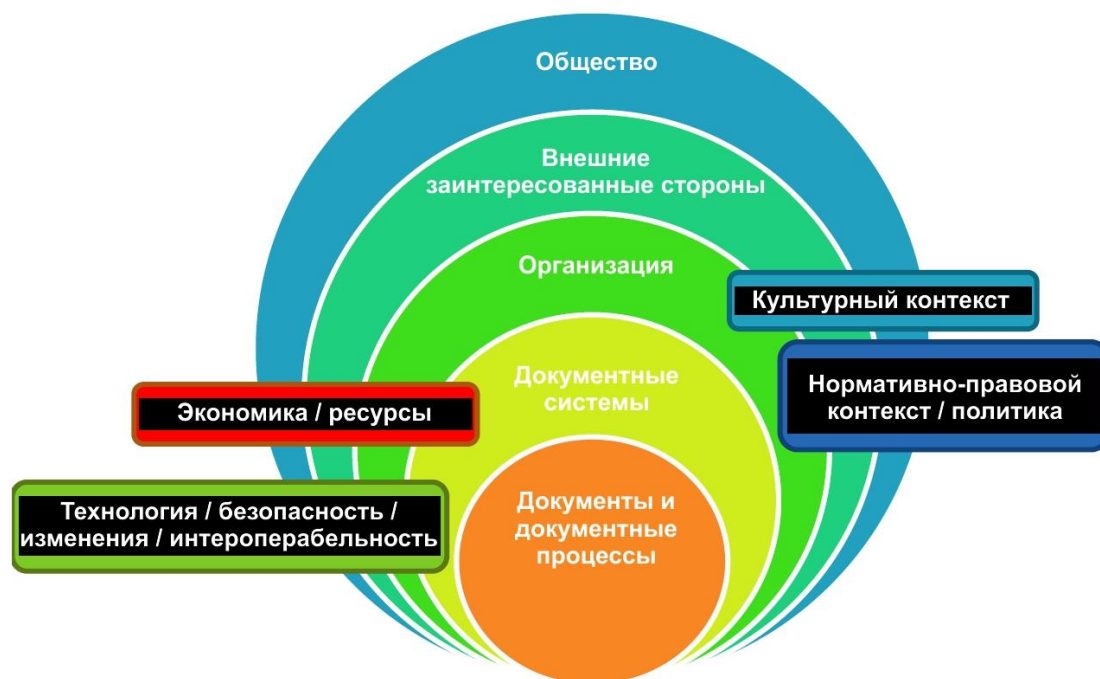 Общество
Внешние
заинтересованные стороны
Организация
Культурный контекст
Документные
системы
Нормативно-правовой
контекст / политика
Экономика / ресурсы
Технология / безопасность /
изменения / интероперабельность
Документы и
документные
процессы